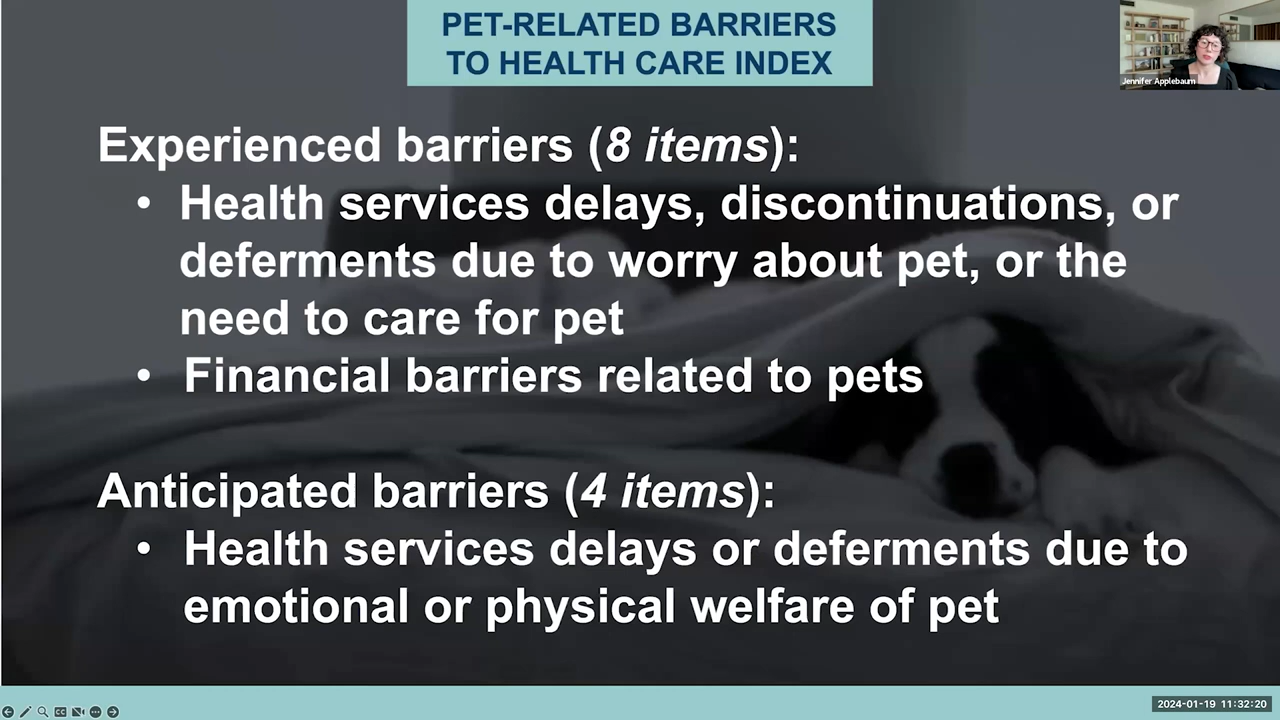 PET-RELATED BARRIERS
TO HEALTH CARE INDEX
Jennifer Applebaum
Experienced barriers (8 items):
• Health services delays, discontinuations, or
deferments due to worry about pet, or the
need to care for pet
• Financial barriers related to pets
Anticipated barriers (4 items):
• Health services delays or deferments due to
emotional or physical welfare of pet
CC
2024-01-19 11:32:20